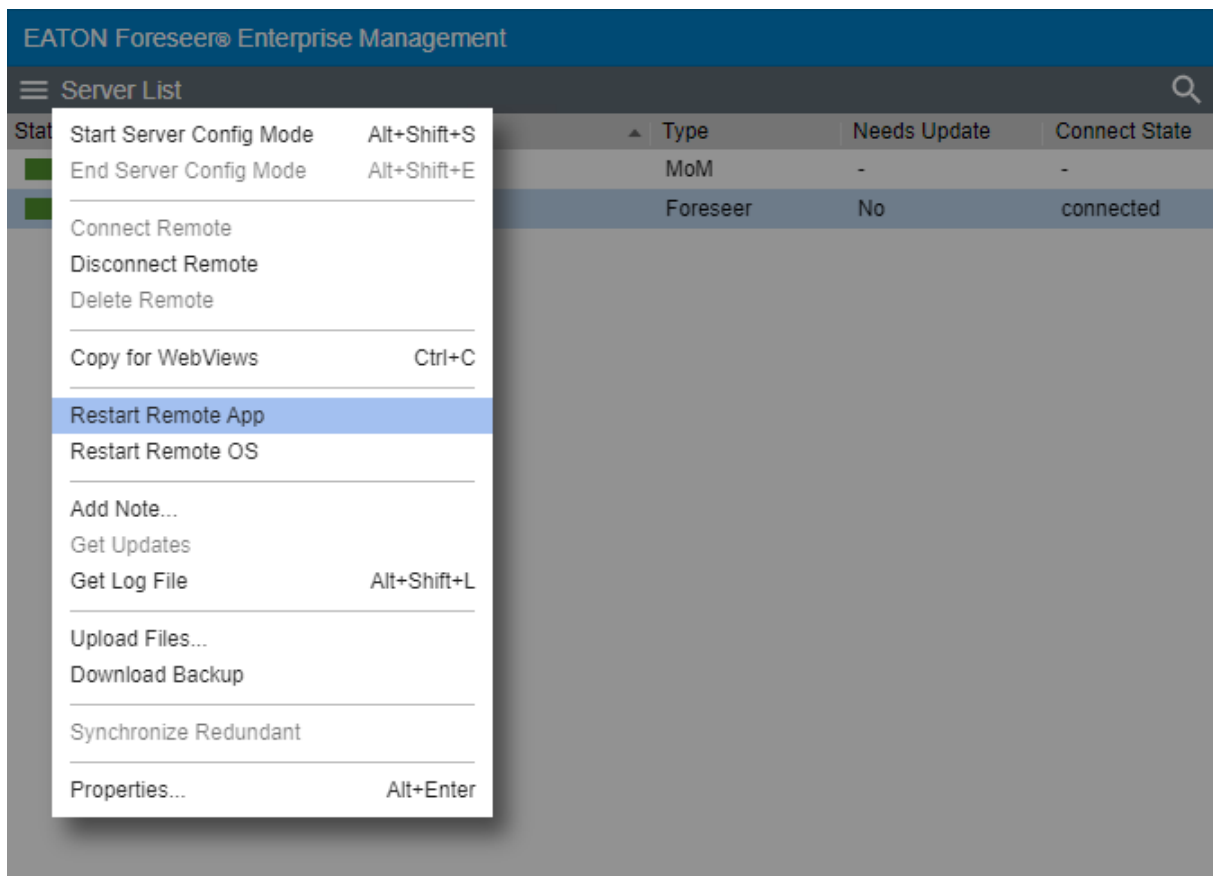 EATON Foreseer® Enterprise Management
Server List
Stat Type Needs Update Connect State
MoM - -
Foreseer No connected
Start Server Config Mode Alt+Shift+S
End Server Config Mode Alt+Shift+E
Connect Remote
Disconnect Remote
Delete Remote
Copy for WebViews Ctrl+C
Restart Remote App
Restart Remote OS
Add Note...
Get Updates
Get Log File Alt+Shift+L
Upload Files...
Download Backup
Synchronize Redundant
Properties... Alt+Enter